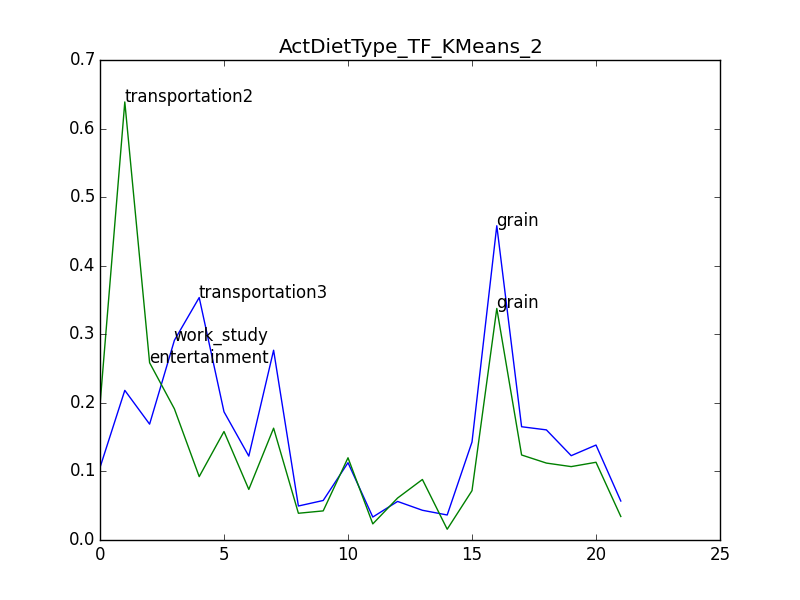 ActDietType_TF_KMeans_2
0.7
transportation2
0.6
0.5
grain
0.4
transportation3
grain
0.3
work_study
entertainment
0.2
0.1
0.0
0 5 10 15 20 25